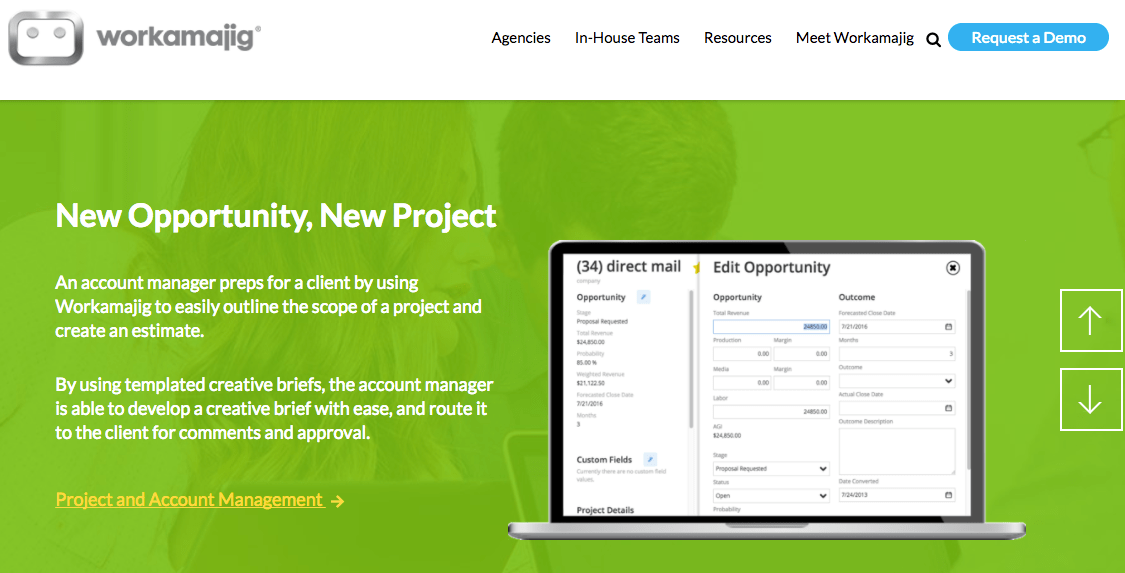 workamajig®
Agencies
In-House Teams
Resources
Meet Workamajig
Request a Demo
New Opportunity, New Project
An account manager preps for a client by using
Workamajig to easily outline the scope of a project and
create an estimate.
By using templated creative briefs, the account manager
is able to develop a creative brief with ease, and route it
to the client for comments and approval.
Project and Account Management
(34) direct mail
company
Opportunity
Stage
Proposal Requested
Total Revenue
$24,850.00
Probability
85.00 %
Weighted Revenue
$21,122.50
Forecasted Close Date
7/21/2016
Months
3
Custom Fields
Currently there are no custom field
values.
Project Details
Edit Opportunity
Opportunity
Total Revenue
24850.00
Production
Margin
0.00
0.00
Media
Margin
0.00
0.00
Labor
24850.00
AGI
$24,850.00
Stage
Proposal Requested
Status
Open
Probability
Outcome
Forecasted Close Date
7/21/2016
Months
3
Outcome
Actual Close Date
Outcome Description
Date Converted
7/24/2013